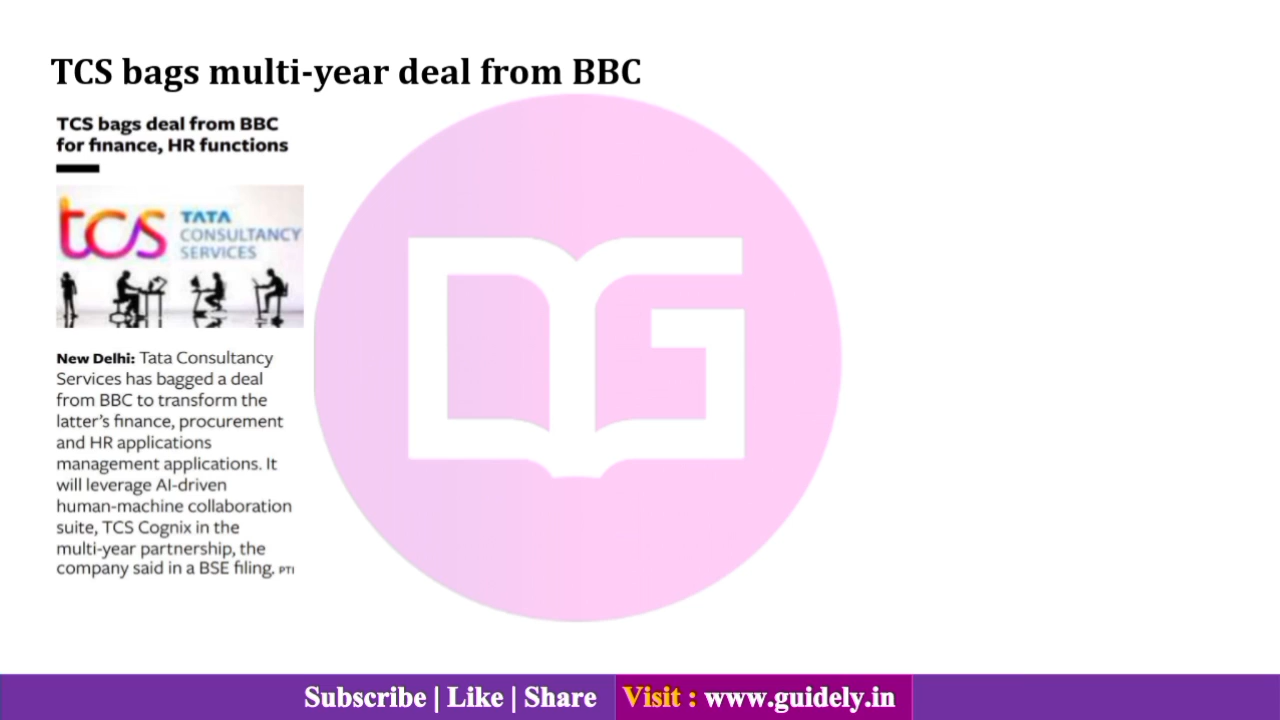 TCS bags multi-year deal from BBC
TCS bags deal from BBC
for finance, HR functions
tcs TATA
CONSULTANCY
SERVICES
New Delhi: Tata Consultancy
Services has bagged a deal
from BBC to transform the
latter's finance, procurement
and HR applications
management applications. It
will leverage AI-driven
human-machine collaboration
suite, TCS Cognix in the
multi-year partnership, the
company said in a BSE filing. PTI
Subscribe | Like | Share Visit : www.guidely.in